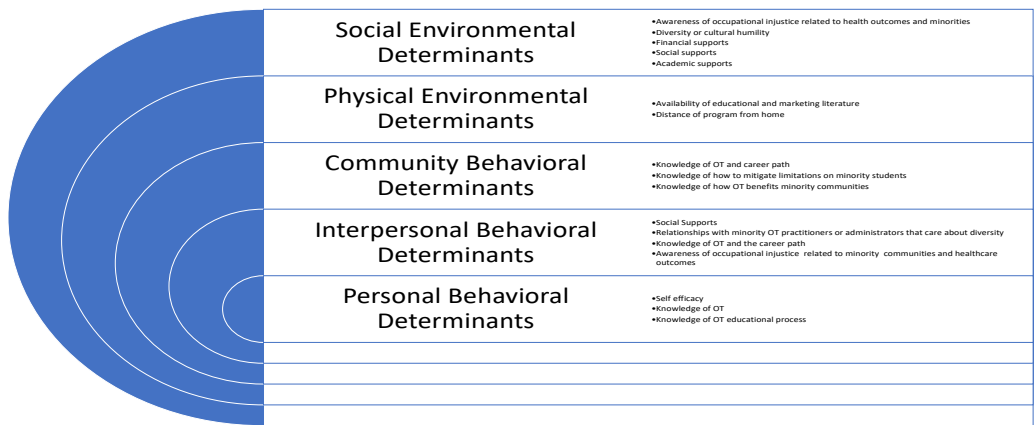 Social Environmental
Determinants
•Awareness of occupational injustice related to health outcomes and minorities
•Diversity or cultural humility
•Financial supports
•Social supports
•Academic supports
Physical Environmental
Determinants
•Availability of educational and marketing literature
•Distance of program from home
Community Behavioral
Determinants
•Knowledge of OT and career path
•Knowledge of how to mitigate limitations on minority students
•Knowledge of how OT benefits minority communities
Interpersonal Behavioral
Determinants
•Social Supports
•Relationships with minority OT practitioners or administrators that care about diversity
•Knowledge of OT and the career path
•Awareness of occupational injustice related to minority communities and healthcare
outcomes
Personal Behavioral
Determinants
•Self efficacy
•Knowledge of OT
•Knowledge of OT educational process